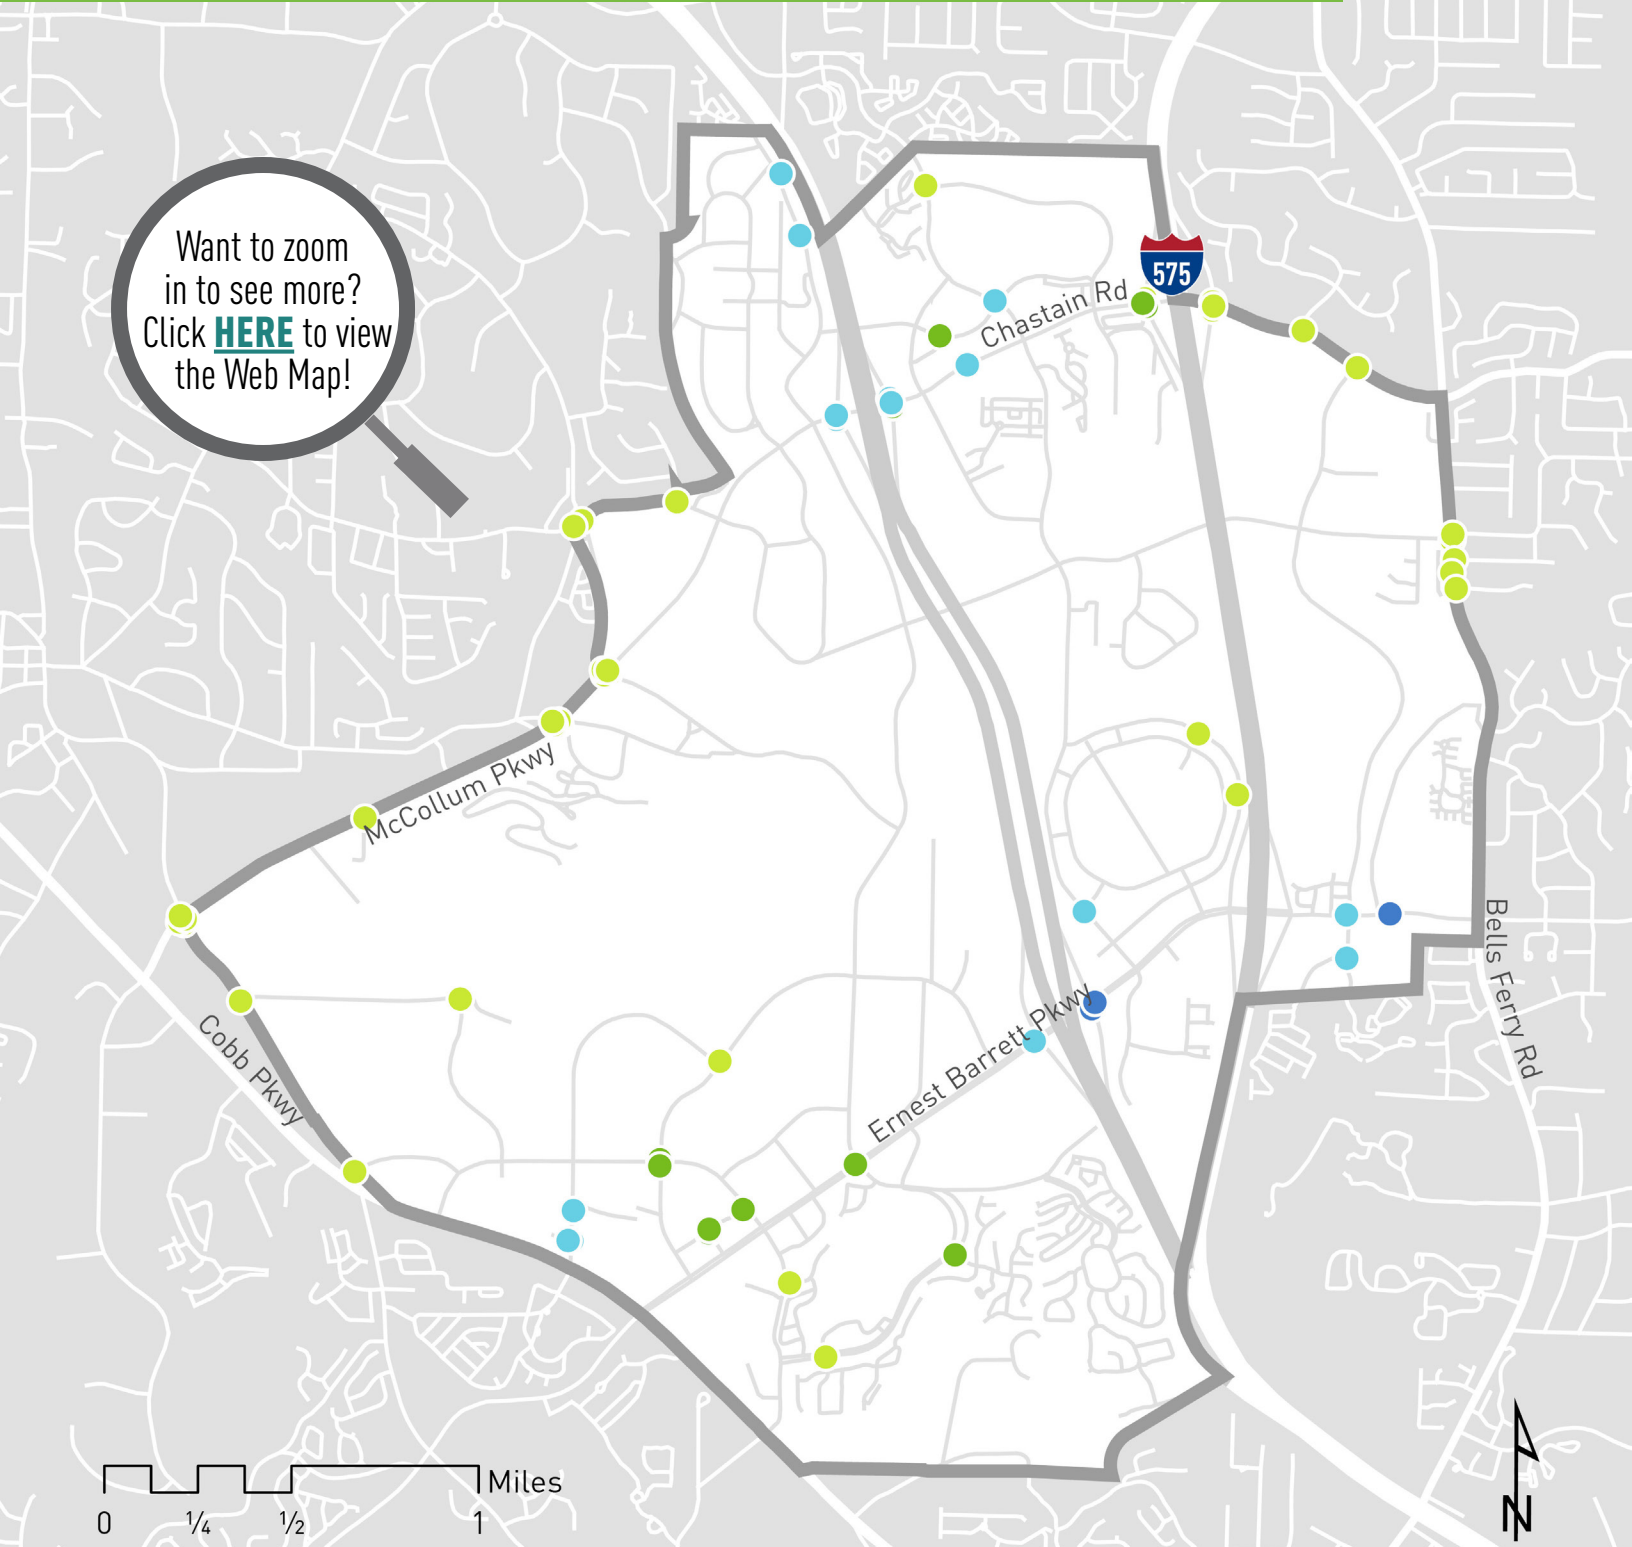 Want to zoom
in to see more?
Click HERE to view
the Web Map!
575
Chastain Rd
McCollum Pkwy
Cobb Pkwy
Ernest Barrett Pkwy
Bells Ferry Rd
Miles
0 ¼ ½ 1
N